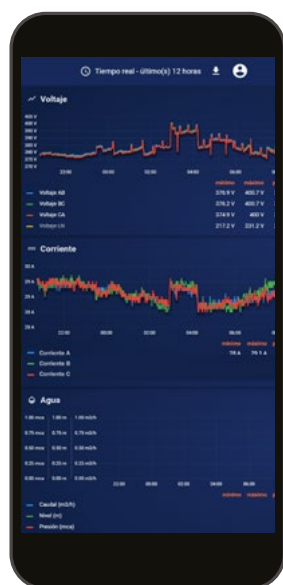 Tiempo real - último(s) 12 horas
Voltaje
400 V
390 V
380 V
370 V
22:00 00:00 02:00 04:00 06:00
mínimo máximo
Voltaje AB 376.9 V 400.7 V
Voltaje BC 376.2 V 400.7 V
Voltaje CA 374.9 V 400 V
Voltaje LN 217.2 V 231.2 V
Corriente
22:00 00:00 02:00 04:00 06:00
mínimo máximo
Corriente A
Corriente B
Corriente C
Agua
1.00 mca 1.00 m 1.00 m3/h
0.75 mca 0.75 m 0.75 m3/h
0.50 mca 0.50 m 0.50 m3/h
0.25 mca 0.25 m 0.25 m3/h
0.00 mca 0.00 m 0.00 m3/h
22:00 00:00 02:00 04:00 06:00
mínimo máximo
Caudal (m3/h)
Nivel (m)
Presión (mca)